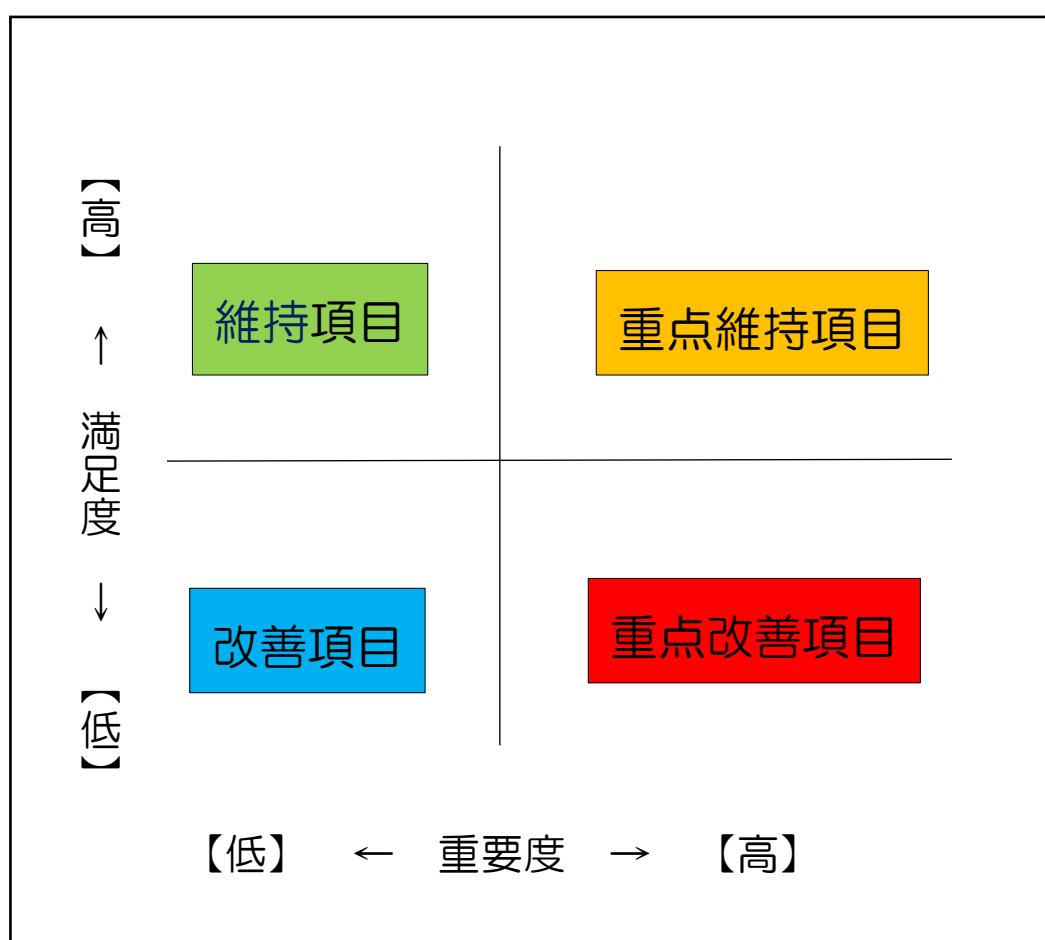 【高】
↑
満足度
↓
【低】
維持項目
重点維持項目
改善項目
重点改善項目
【低】 ← 重要度 → 【高】